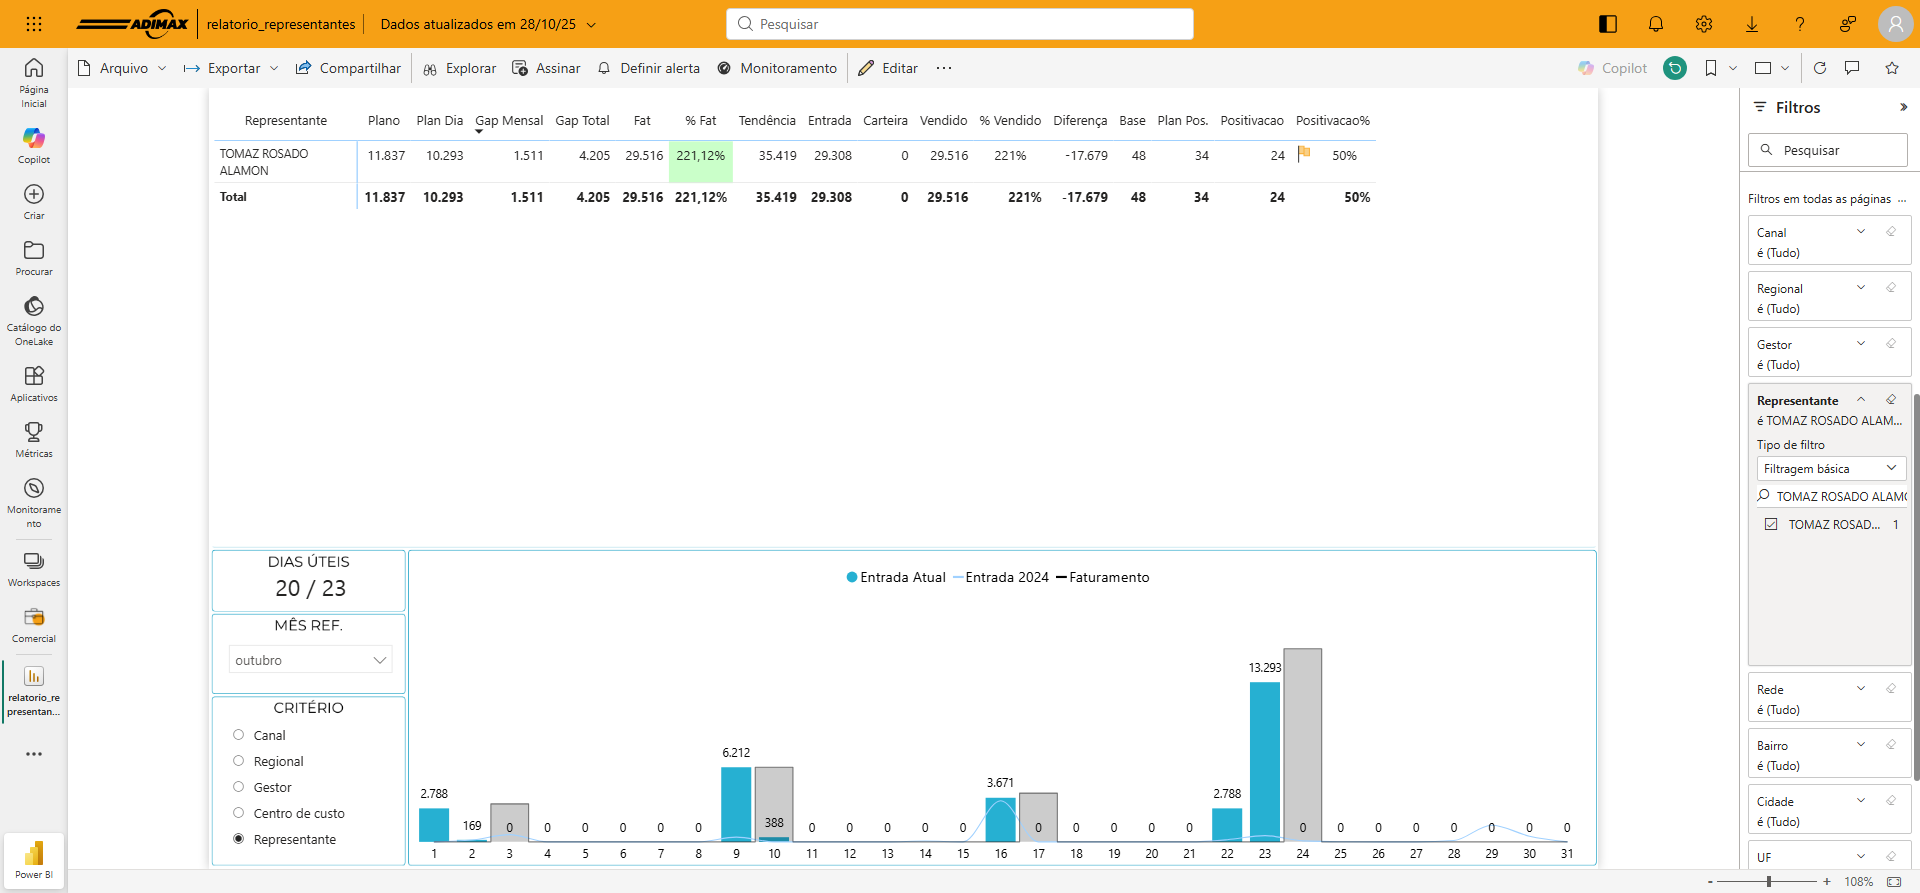 ADIMAX
relatorio_representantes
Dados atualizados em 28/10/25
Pesquisar
Arquivo
Exportar
Compartilhar
Explorar
Assinar
Definir alerta
Monitoramento
Editar
Copilot
Página
Inicial
Copilot
Criar
Procurar
Catálogo do
OneLake
Aplicativos
Métricas
Monitorame
nto
Workspaces
Comercial
relatorio_re
presentan...
Power BI
Representante Plano Plan Dia Gap Mensal Gap Total Fat % Fat Tendência Entrada Carteira Vendido % Vendido Diferença Base Plan Pos. Positivacao Positivacao%
TOMAZ ROSADO
ALAMON
11.837 10.293 1.511 4.205 29.516 221,12% 35.419 29.308 0 29.516 221% -17.679 48 34 24 50%
Total 11.837 10.293 1.511 4.205 29.516 221,12% 35.419 29.308 0 29.516 221% -17.679 48 34 24 50%
DIAS ÚTEIS
20 / 23
MÊS REF.
outubro
CRITÉRIO
Canal
Regional
Gestor
Centro de custo
Representante
Entrada Atual Entrada 2024 Faturamento
2.788 169 0 0 0 0 0 0 6.212 388 0 0 0 0 0 3.671 0 0 0 0 0 2.788 13.293 0 0 0 0 0 0 0 0
1 2 3 4 5 6 7 8 9 10 11 12 13 14 15 16 17 18 19 20 21 22 23 24 25 26 27 28 29 30 31
Filtros
Pesquisar
Filtros em todas as páginas ...
Canal
é (Tudo)
Regional
é (Tudo)
Gestor
é (Tudo)
Representante
é TOMAZ ROSADO ALAM...
Tipo de filtro
Filtragem básica
TOMAZ ROSADO ALAMO
TOMAZ ROSAD... 1
Rede
é (Tudo)
Bairro
é (Tudo)
Cidade
é (Tudo)
UF
- + 108%